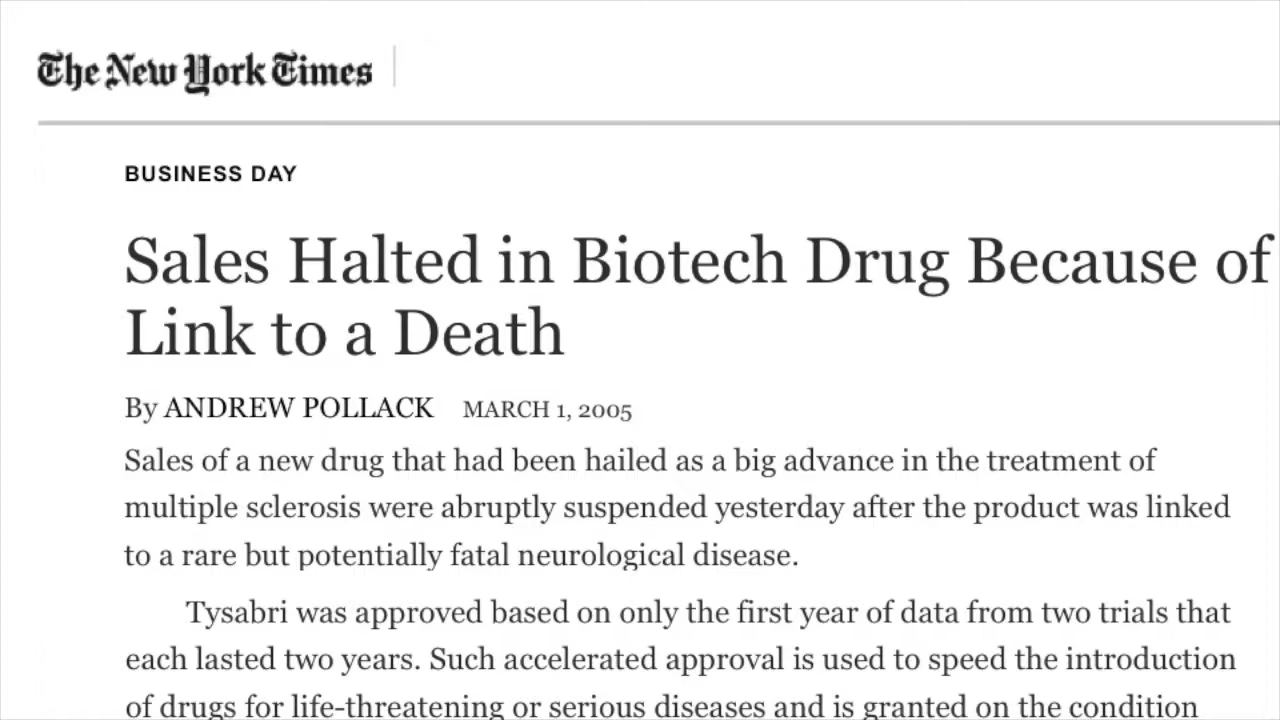 The New York Times
BUSINESS DAY
Sales Halted in Biotech Drug Because of
Link to a Death
By ANDREW POLLACK MARCH 1, 2005
Sales of a new drug that had been hailed as a big advance in the treatment of
multiple sclerosis were abruptly suspended yesterday after the product was linked
to a rare but potentially fatal neurological disease.
Tysabri was approved based on only the first year of data from two trials that
each lasted two years. Such accelerated approval is used to speed the introduction
of drugs for life-threatening or serious diseases and is granted on the condition